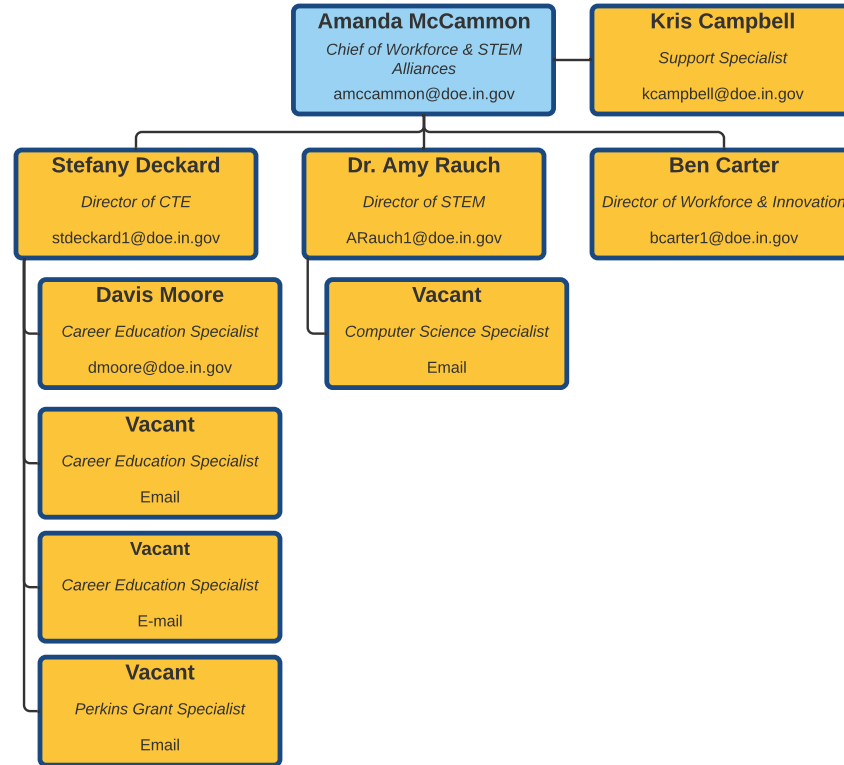 Amanda McCammon
Chief of Workforce & STEM
Alliances
amccammon@doe.in.gov
Kris Campbell
Support Specialist
kcampbell@doe.in.gov
Stefany Deckard
Director of CTE
stdeckard1@doe.in.gov
Dr. Amy Rauch
Director of STEM
ARauch1@doe.in.gov
Ben Carter
Director of Workforce & Innovation
bcarter1@doe.in.gov
Davis Moore
Career Education Specialist
dmoore@doe.in.gov
Vacant
Computer Science Specialist
Email
Vacant
Career Education Specialist
Email
Vacant
Career Education Specialist
E-mail
Vacant
Perkins Grant Specialist
Email